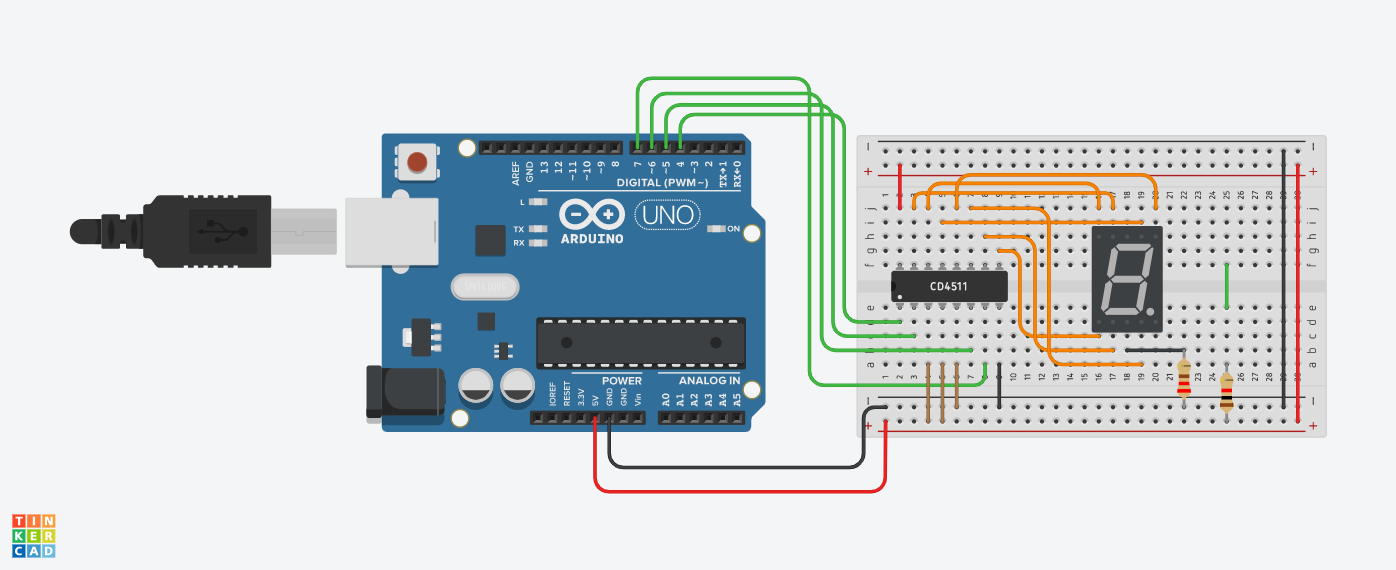 AREF
GND
13
12
~11
~10
~9
8
7
~6
~5
4
~3
2
TX→1
RX←0
DIGITAL (PWM~)
L
TX
RX
ON
UNO
ARDUINO
IOREF
RESET
3.3V
5V
GND
GND
Vin
POWER
ANALOG IN
A0
A1
A2
A3
A4
A5
CD4511
j
i
h
g
f
e
d
c
b
a
TIN
KER
CAD